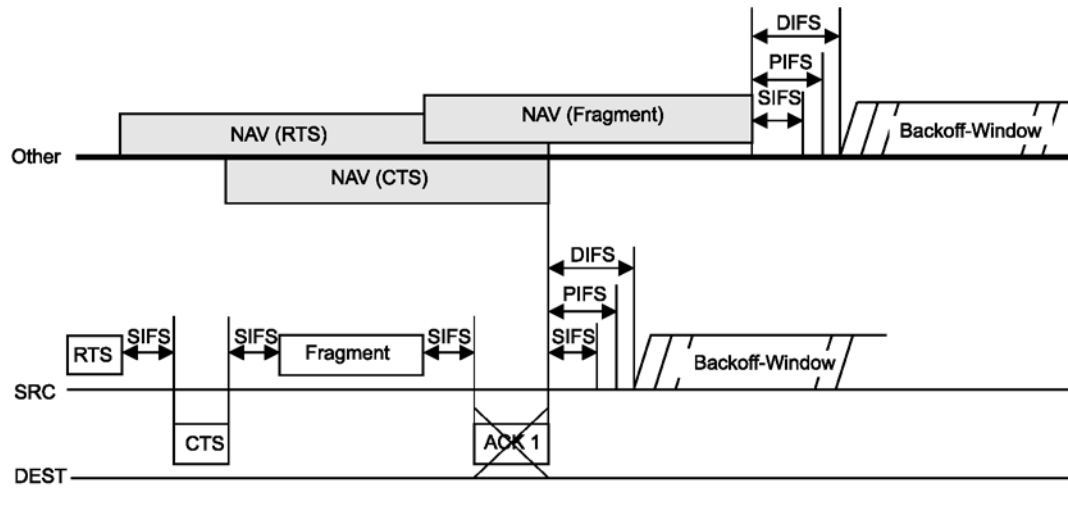 DIFS
PIFS
SIFS
NAV (Fragment)
NAV (RTS)
Backoff-Window
Other
NAV (CTS)
DIFS
PIFS
SIFS
SIFS
SIFS
SIFS
RTS
Fragment
Backoff-Window
SRC
CTS
ACK 1
DEST